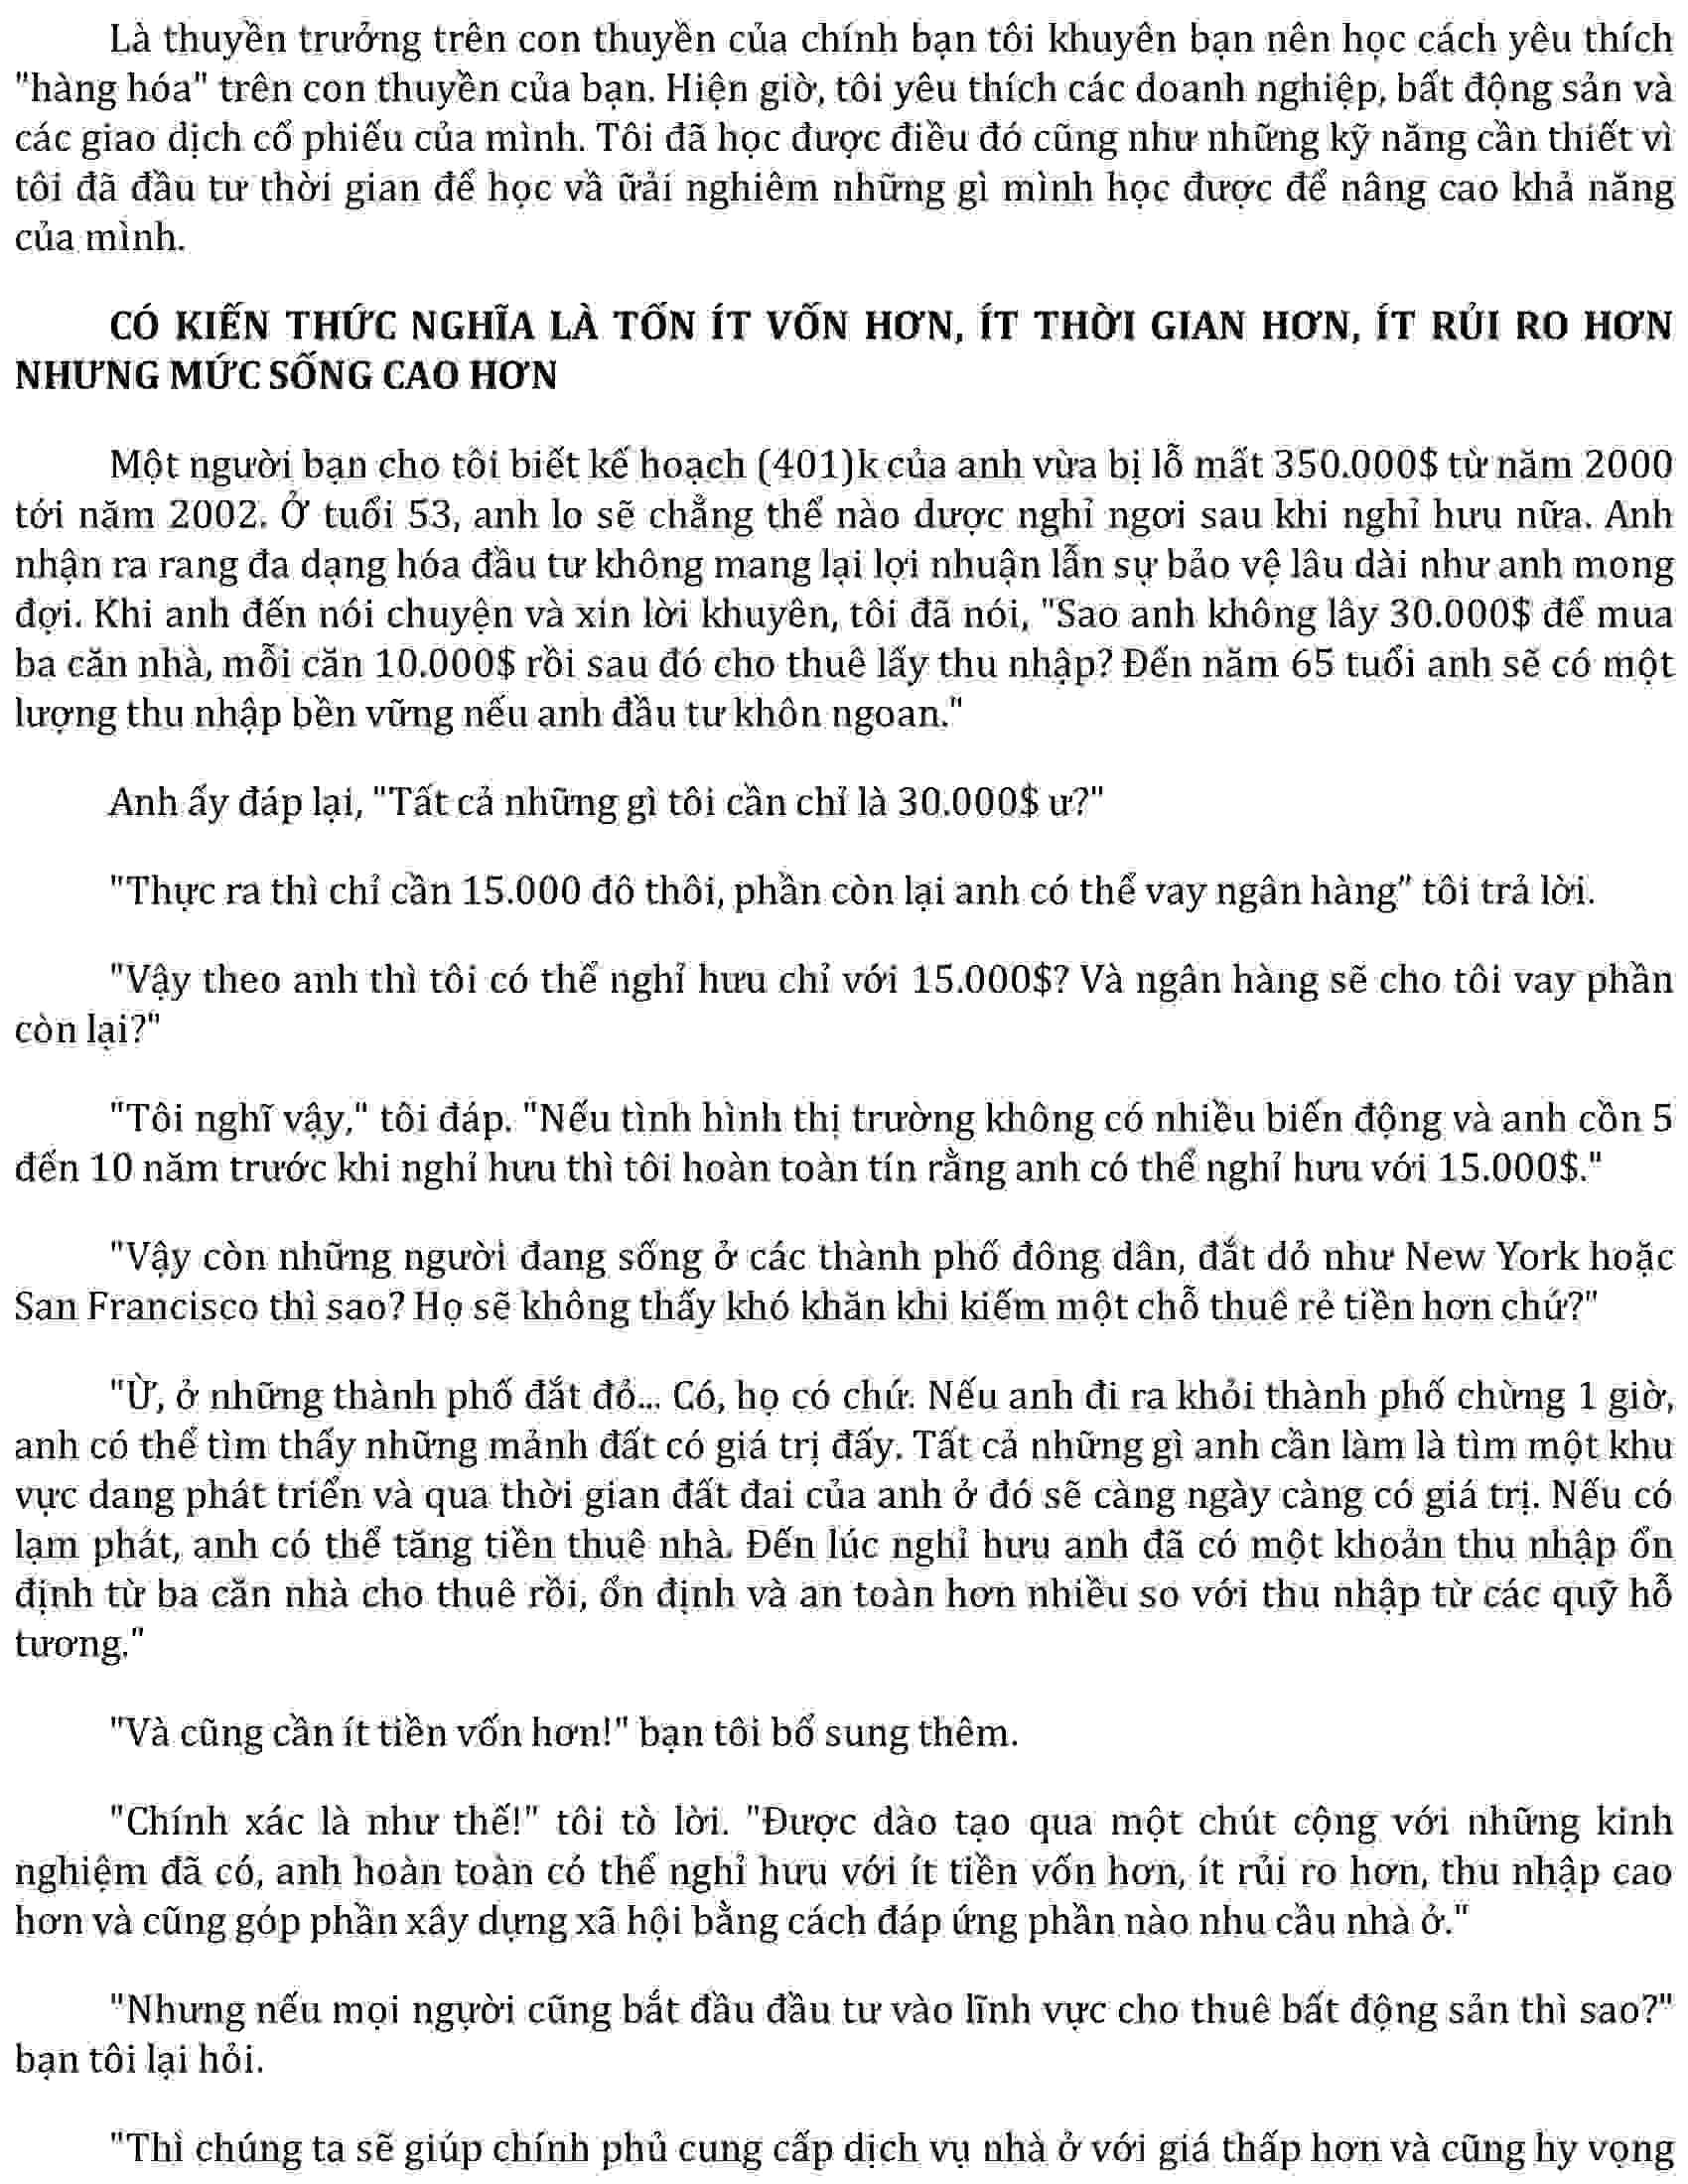 Là thuyền trưởng trên con thuyền của chính bạn tôi khuyên bạn nên học cách yêu thích
"hàng hóa" trên con thuyền của bạn. Hiện giờ, tôi yêu thích các doanh nghiệp, bất động sản và
các giao dịch cổ phiếu của mình. Tôi đã học được điều đó cũng như những kỹ năng cần thiết vì
tôi đã đầu tư thời gian để học vầ ữải nghiêm những gì mình học được để nâng cao khả năng
của mình.
CÓ KIẾN THỨC NGHĨA LÀ TỐN ÍT VỐN HƠN, ÍT THỜI GIAN HƠN, ÍT RỦI RO HƠN
NHƯNG MỨC SỐNG CAO HƠN
Một người bạn cho tôi biết kế hoạch (401)k của anh vừa bị lỗ mất 350.000$ từ năm 2000
tới năm 2002. Ở tuổi 53, anh lo sẽ chẳng thể nào dược nghỉ ngơi sau khi nghỉ hưu nữa. Anh
nhận ra rang đa dạng hóa đầu tư không mang lại lợi nhuận lẫn sự bảo vệ lâu dài như anh mong
đợi. Khi anh đến nói chuyện và xin lời khuyên, tôi đã nói, "Sao anh không lây 30.000$ để mua
ba căn nhà, mỗi căn 10.000$ rồi sau đó cho thuê lấy thu nhập? Đến năm 65 tuổi anh sẽ có một
lượng thu nhập bền vững nếu anh đầu tư khôn ngoan."
Anh ấy đáp lại, "Tất cả những gì tôi cần chỉ là 30.000$ ư?"
"Thực ra thì chỉ cần 15.000 đô thôi, phần còn lại anh có thể vay ngân hàng" tôi trả lời.
"Vậy theo anh thì tôi có thể nghỉ hưu chỉ với 15.000$? Và ngân hàng sẽ cho tôi vay phần
còn lại?"
"Tôi nghĩ vậy," tôi đáp. "Nếu tình hình thị trường không có nhiều biến động và anh cồn 5
đến 10 năm trước khi nghỉ hưu thì tôi hoàn toàn tín rằng anh có thể nghỉ hưu với 15.000$."
"Vậy còn những người đang sống ở các thành phố đông dân, đắt dỏ như New York hoặc
San Francisco thì sao? Họ sẽ không thấy khó khăn khi kiếm một chỗ thuê rẻ tiền hơn chứ?"
"Ừ, ở những thành phố đắt đỏ... Có, họ có chứ. Nếu anh đi ra khỏi thành phố chừng 1 giờ,
anh có thể tìm thấy những mảnh đất có giá trị đấy. Tất cả những gì anh cần làm là tìm một khu
vực dang phát triển và qua thời gian đất đai của anh ở đó sẽ càng ngày càng có giá trị. Nếu có
lạm phát, anh có thể tăng tiền thuê nhà. Đến lúc nghỉ hưu anh đã có một khoản thu nhập ổn
định từ ba căn nhà cho thuê rồi, ổn định và an toàn hơn nhiều so với thu nhập từ các quỹ hỗ
tương."
"Và cũng cần ít tiền vốn hơn!" bạn tôi bổ sung thêm.
"Chính xác là như thế!" tôi tò lời. "Được dào tạo qua một chút cộng với những kinh
nghiệm đã có, anh hoàn toàn có thể nghỉ hưu với ít tiền vốn hơn, ít rủi ro hơn, thu nhập cao
hơn và cũng góp phần xây dựng xã hội bằng cách đáp ứng phần nào nhu cầu nhà ở."
"Nhưng nếu mọi người cũng bắt đầu đầu tư vào lĩnh vực cho thuê bất động sản thì sao?"
bạn tôi lại hỏi.
"Thì chúng ta sẽ giúp chính phủ cung cấp dịch vụ nhà ở với giá thấp hơn và cũng hy vọng